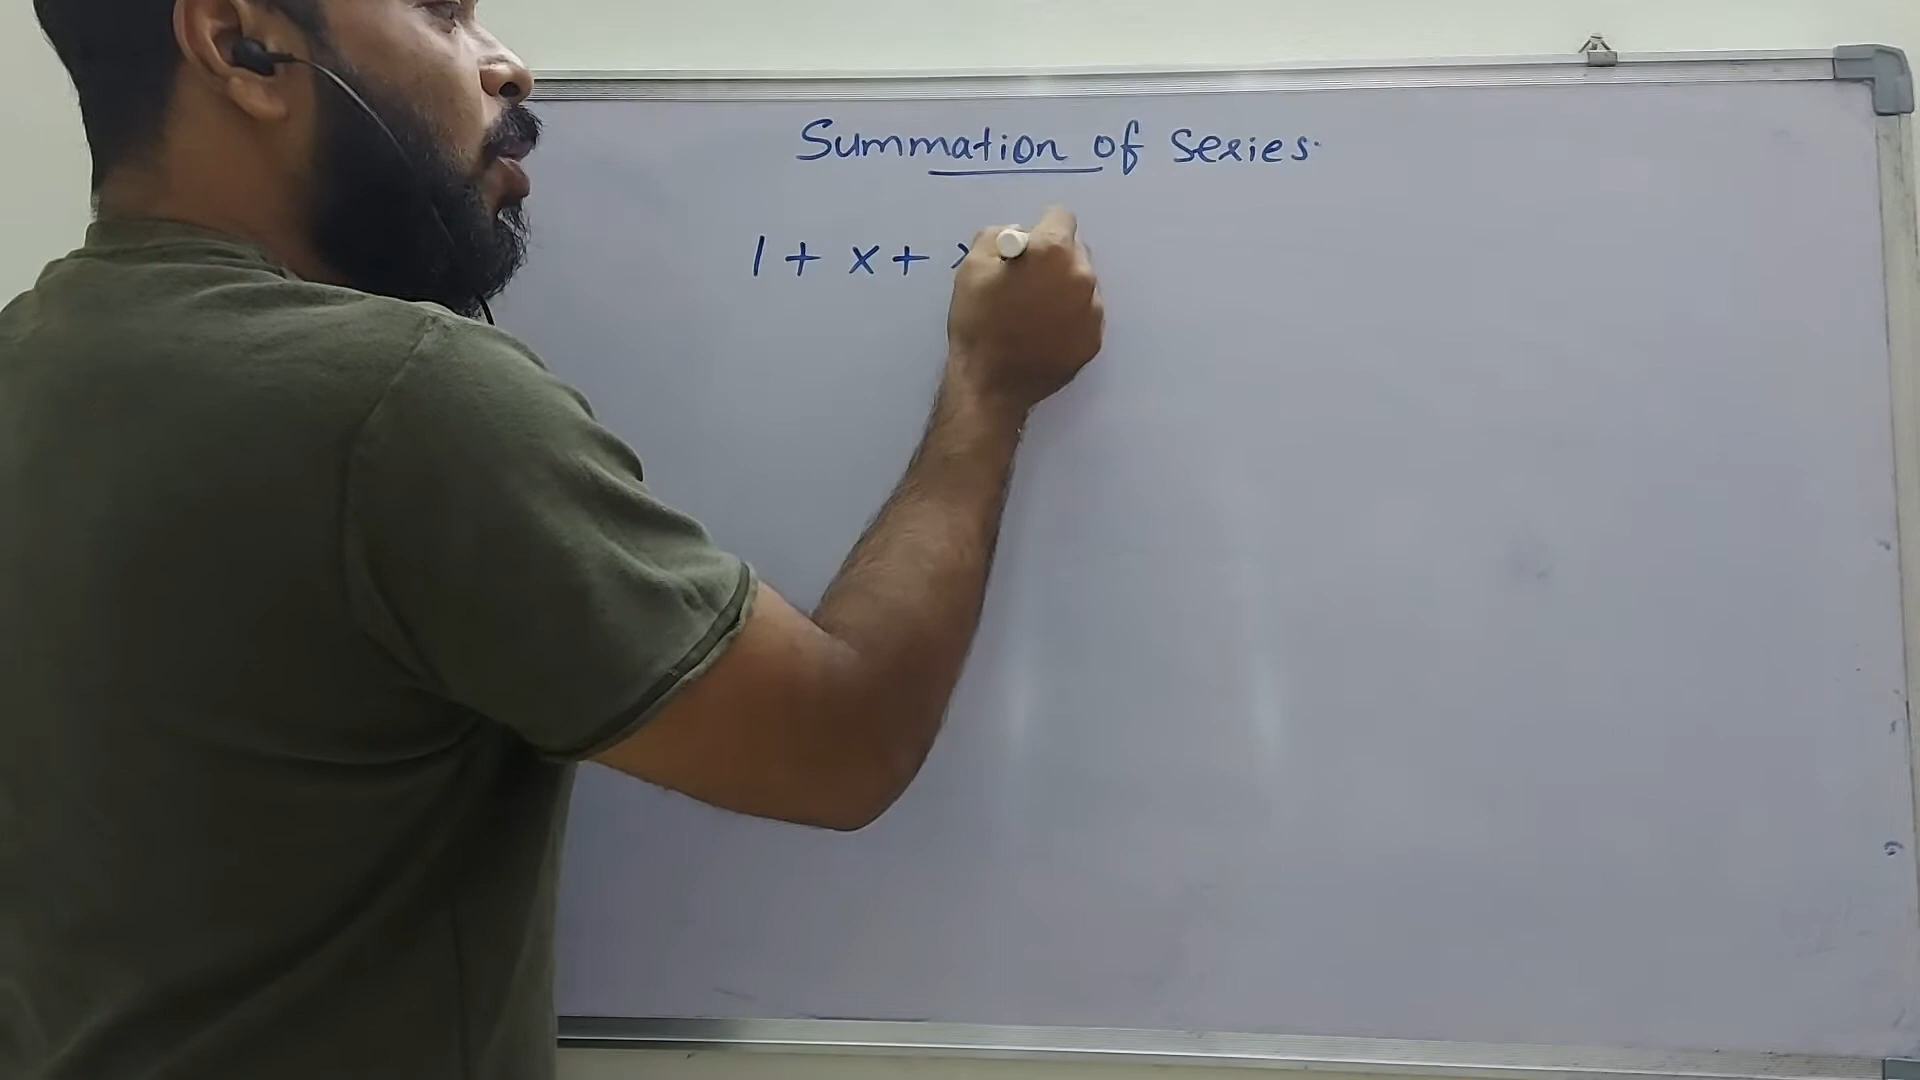 Summation of series.
1 + x + x